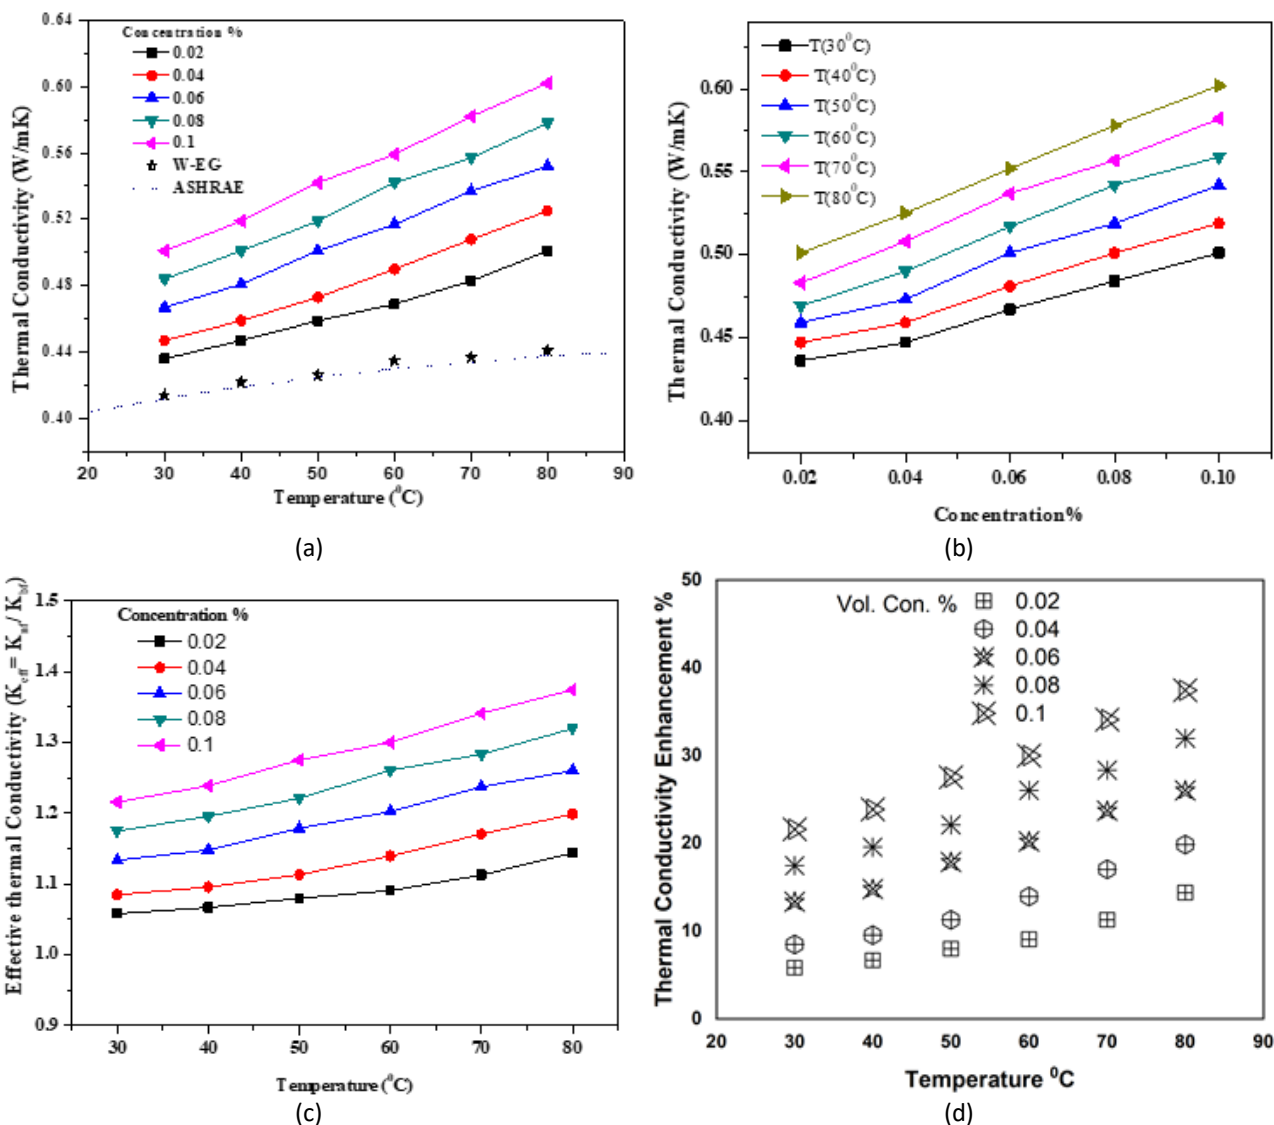 0.64
0.60
0.56
0.52
0.48
0.44
0.40
Thermal Conductivity (W/mK)
Concentration %
0.02
0.04
0.06
0.08
0.1
W-EG
ASHRAE
20 30 40 50 60 70 80 90
Temperature (⁰C)
(a)
0.60
0.55
0.50
0.45
0.40
Thermal Conductivity (W/mK)
T(30⁰C)
T(40⁰C)
T(50⁰C)
T(60⁰C)
T(70⁰C)
T(80⁰C)
0.02 0.04 0.06 0.08 0.10
Concentration%
(b)
1.5
1.4
1.3
1.2
1.1
1.0
0.9
Effective thermal Conductivity (K_eff= K_nf/ K_bf)
Concentration %
0.02
0.04
0.06
0.08
0.1
30 40 50 60 70 80
Temperature (⁰C)
(c)
50
40
30
20
10
0
Thermal Conductivity Enhancement %
Vol. Con. %
0.02
0.04
0.06
0.08
0.1
20 30 40 50 60 70 80 90
Temperature ⁰C
(d)